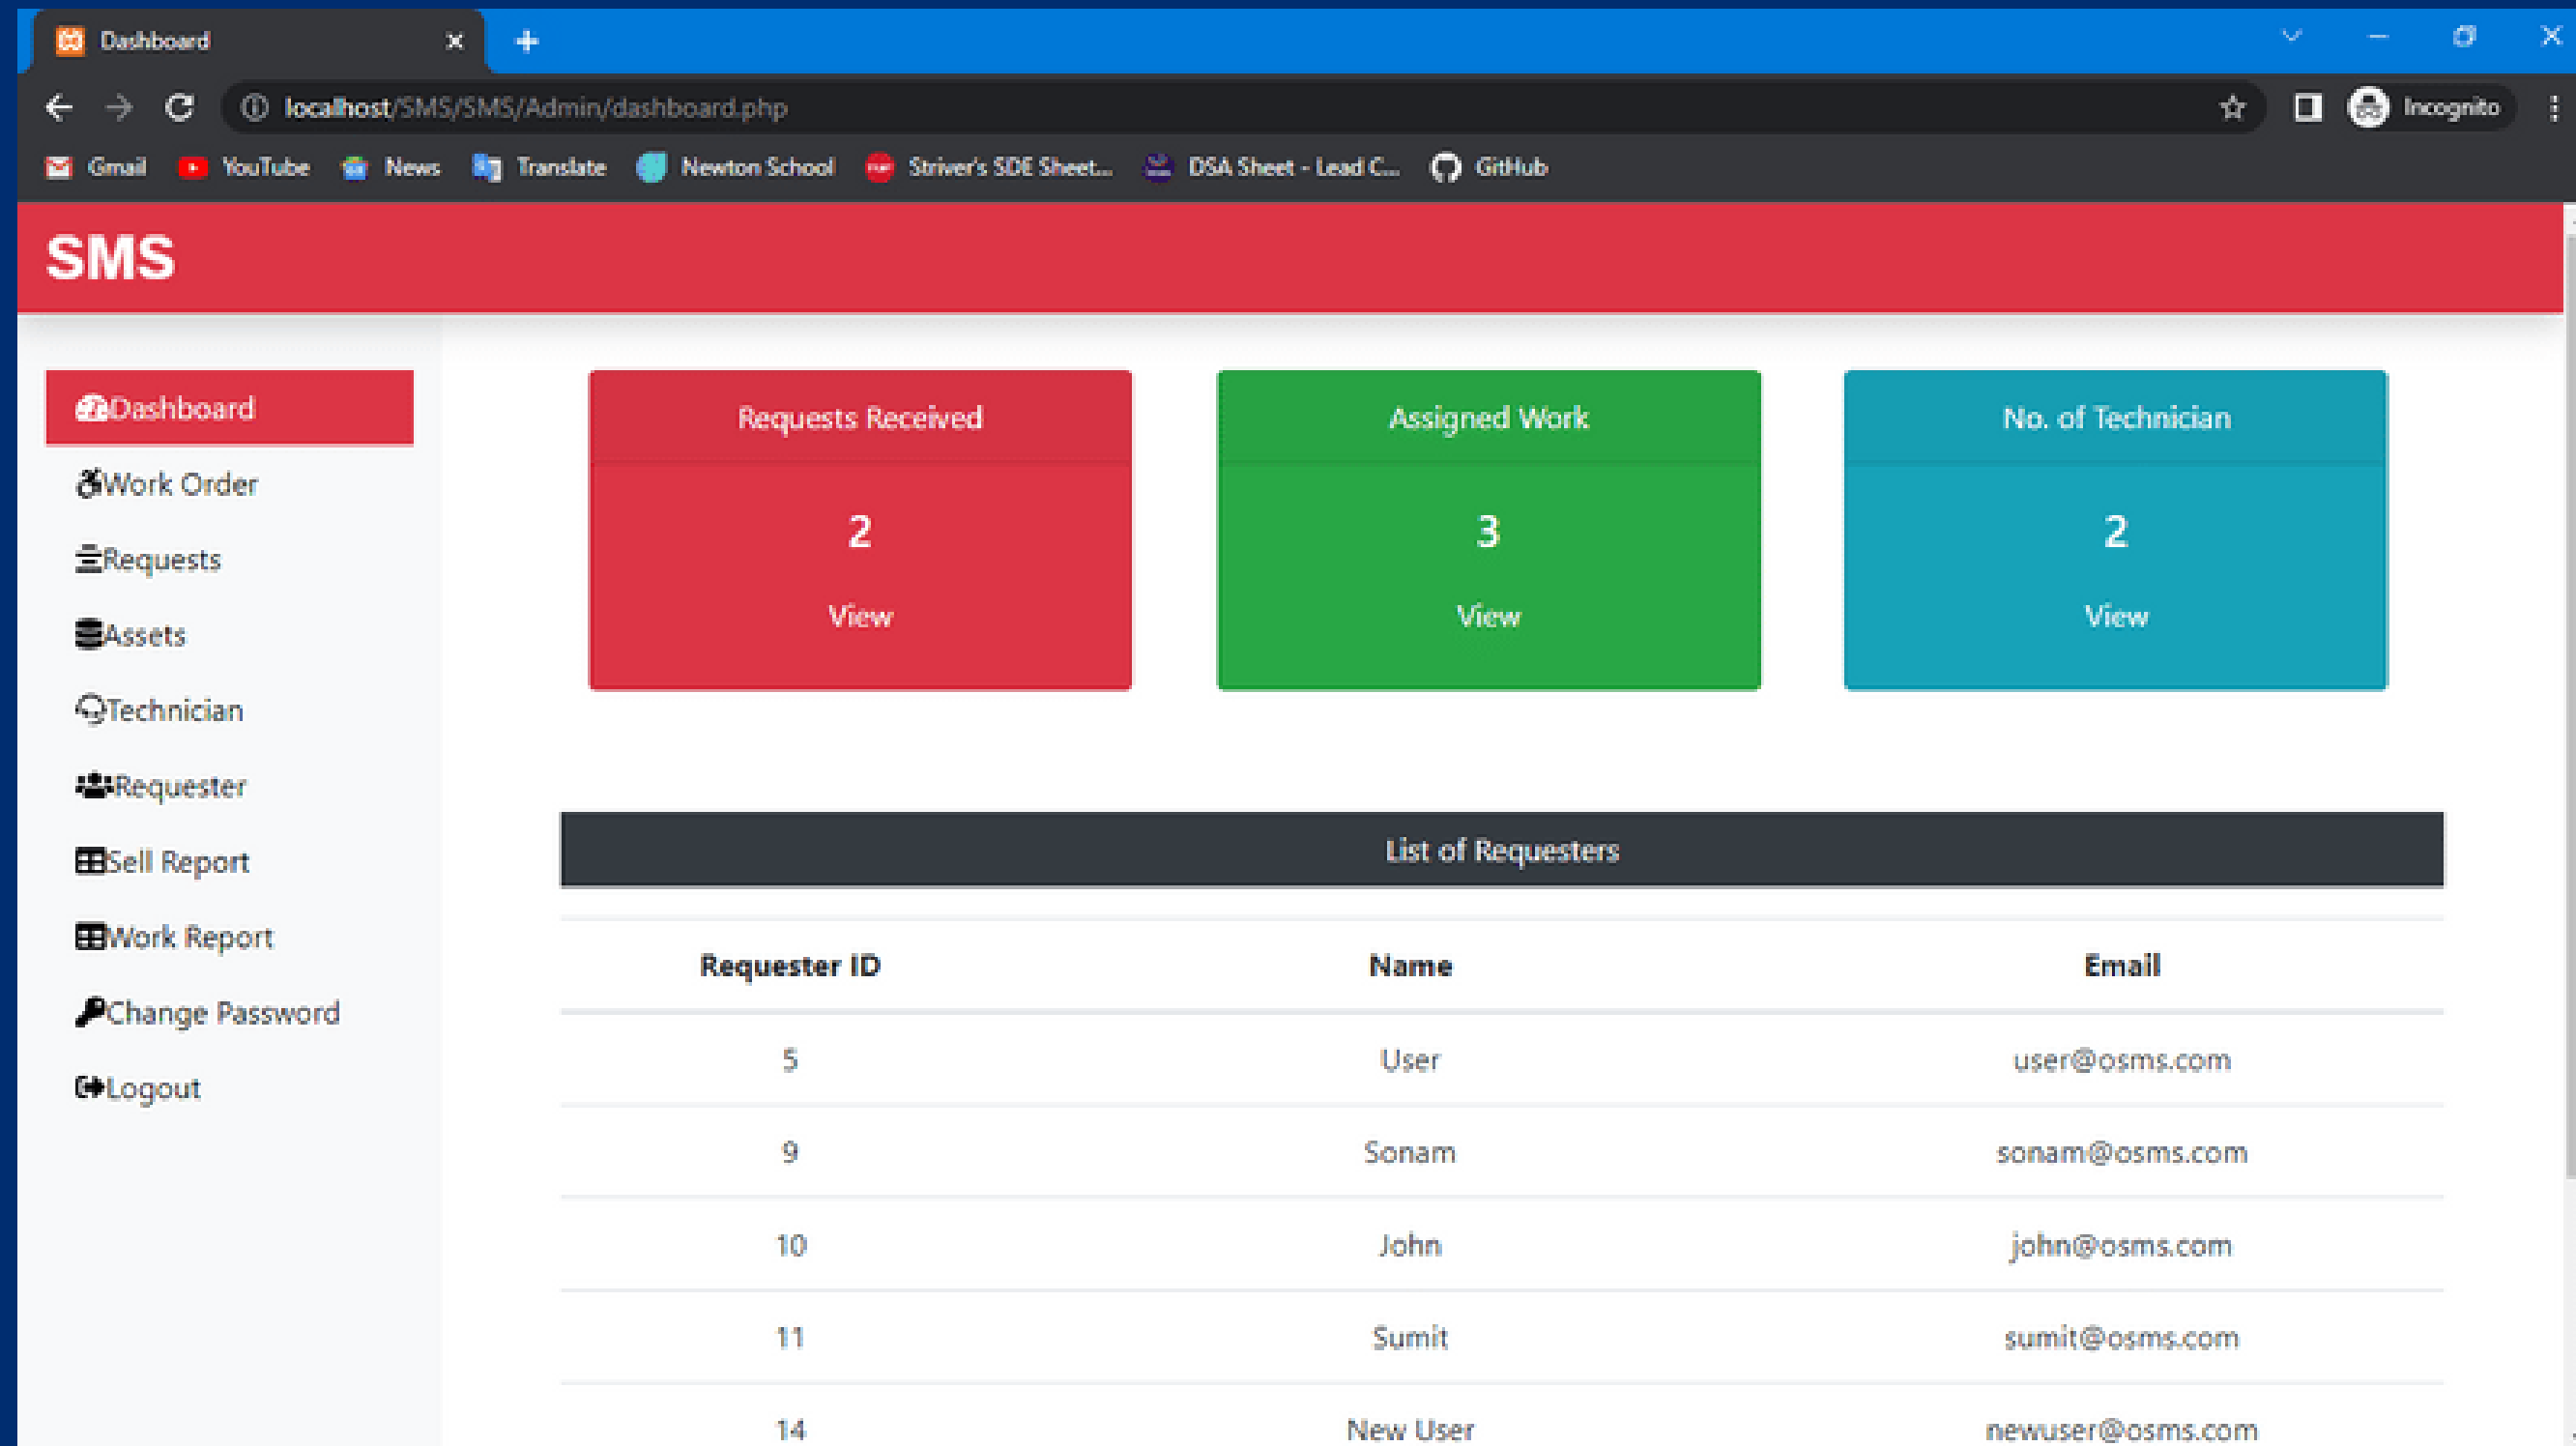 Dashboard
localhost/SMS/SMS/Admin/dashboard.php
Incognito
Gmail YouTube News Translate Newton School Striver's SDE Sheet... DSA Sheet - Lead C... GitHub
SMS
Dashboard
Work Order
Requests
Assets
Technician
Requester
Sell Report
Work Report
Change Password
Logout
Requests Received
2
View
Assigned Work
3
View
No. of Technician
2
View
List of Requesters
Requester ID Name Email
5 User user@osms.com
9 Sonam sonam@osms.com
10 John john@osms.com
11 Sumit sumit@osms.com
14 New User newuser@osms.com